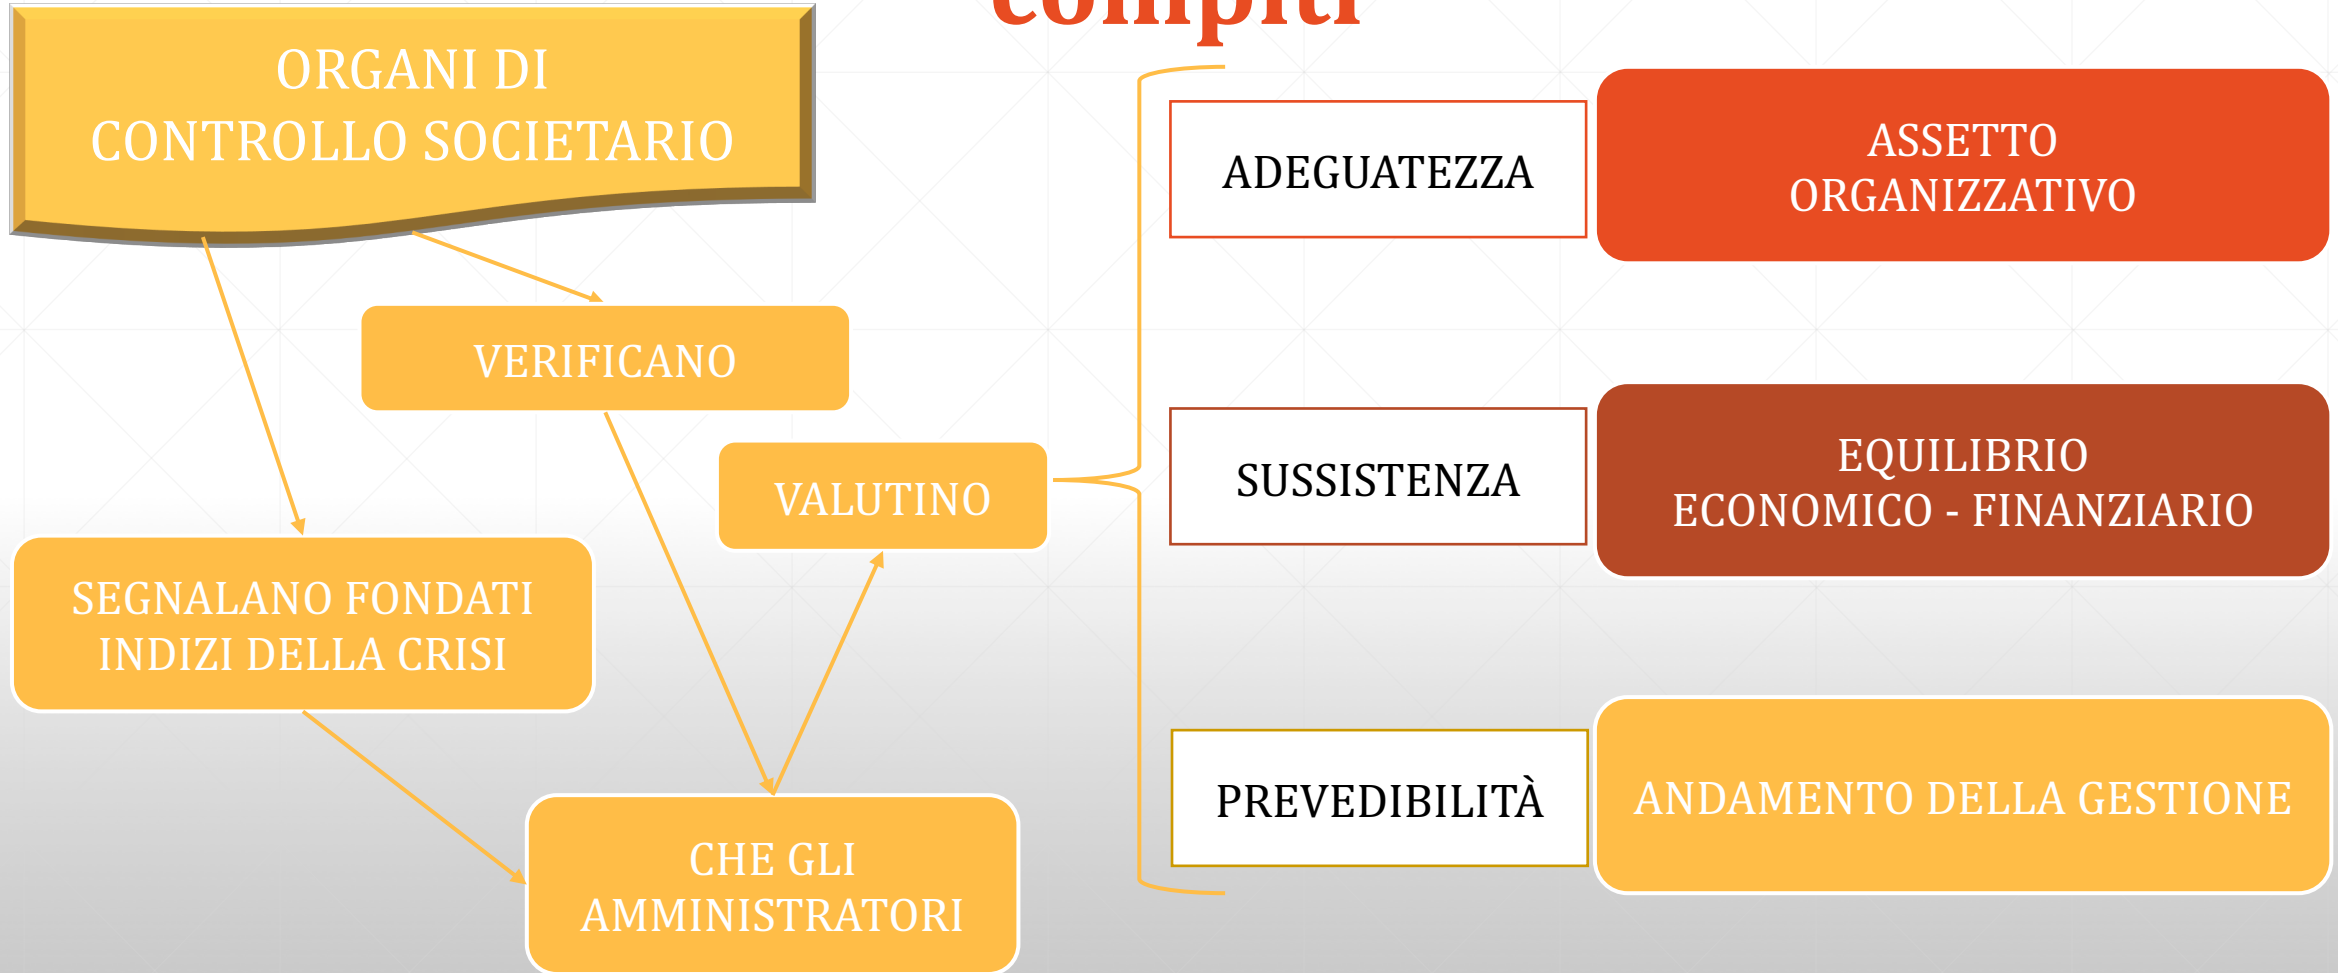 compiti
ORGANI DI
CONTROLLO SOCIETARIO
VERIFICANO
VALUTINO
SEGNALANO FONDATI
INDIZI DELLA CRISI
CHE GLI
AMMINISTRATORI
ADEGUATEZZA
ASSETTO
ORGANIZZATIVO
SUSSISTENZA
EQUILIBRIO
ECONOMICO - FINANZIARIO
PREVEDIBILITÀ
ANDAMENTO DELLA GESTIONE